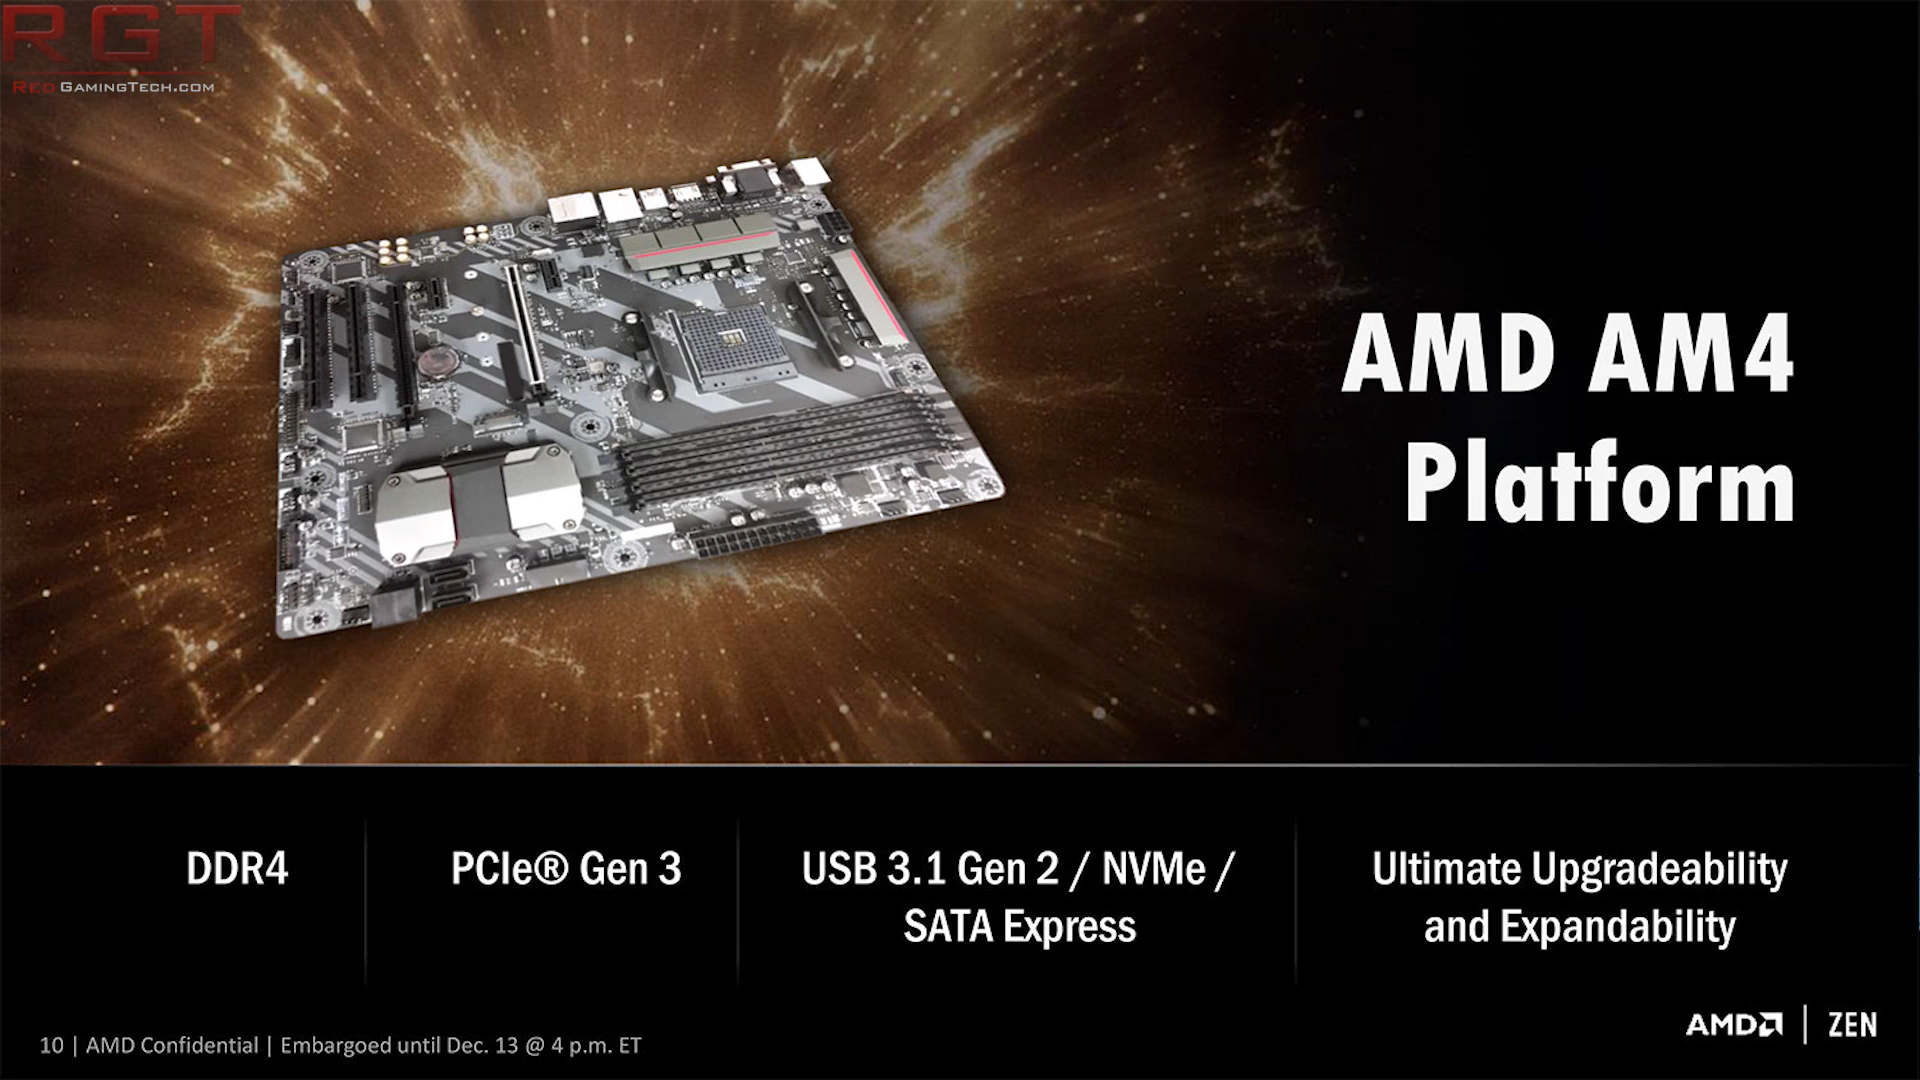 RGT
RedGamingTech.com
AMD AM4
Platform
DDR4
PCIe® Gen 3
USB 3.1 Gen 2 / NVMe /
SATA Express
Ultimate Upgradeability
and Expandability
10 | AMD Confidential | Embargoed until Dec. 13 @ 4 p.m. ET
AMD | ZEN